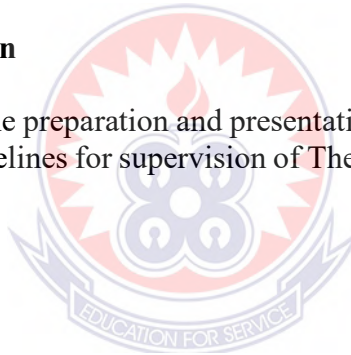 n
e preparation and presentati
elines for supervision of The
EDUCATION FOR SERVICE